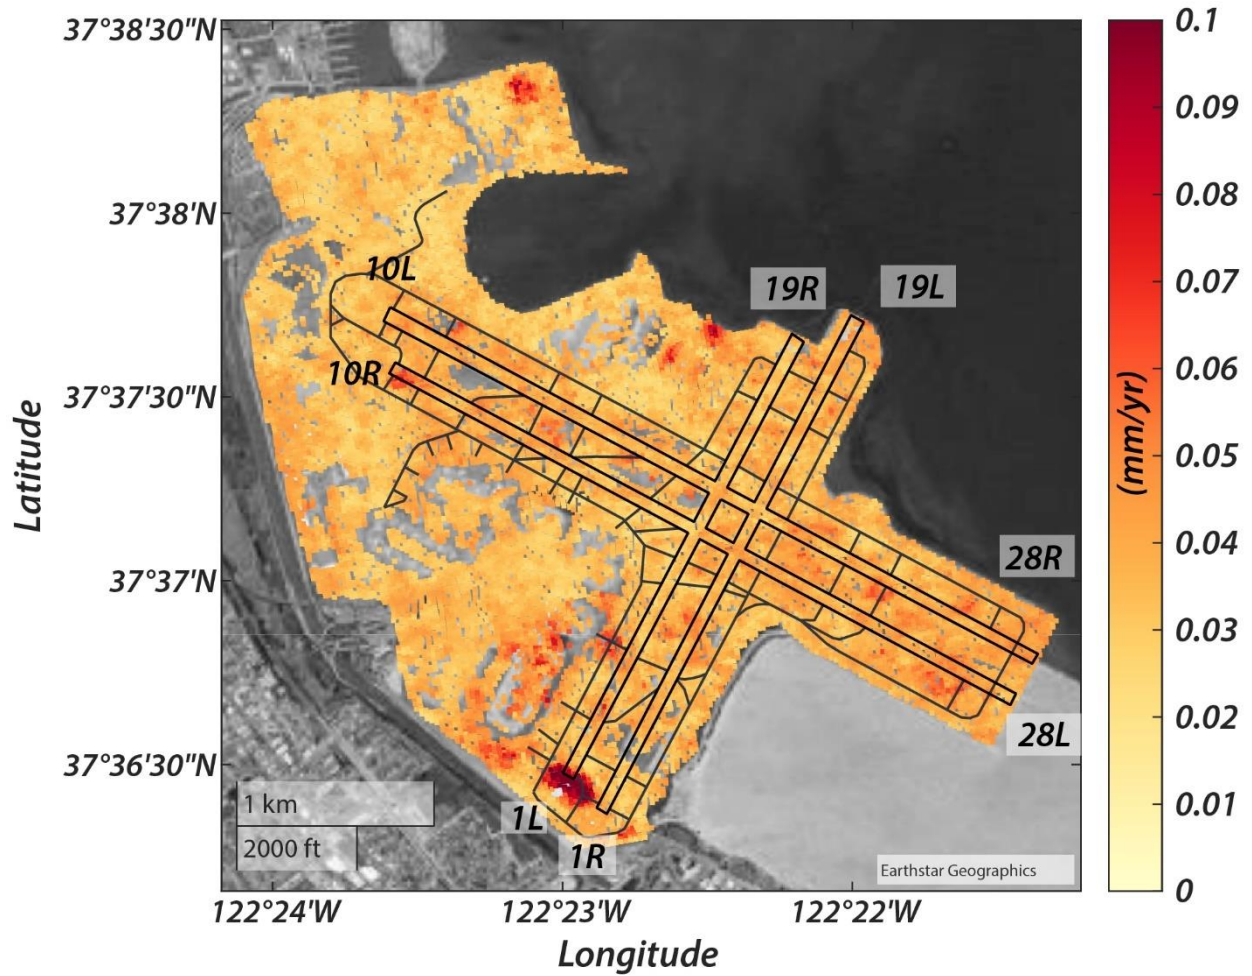 37°38'30"N
37°38'N
37°37'30"N
37°37'N
37°36'30"N
Latitude
10L
10R
19R
19L
28R
28L
1L
1R
1 km
2000 ft
Earthstar Geographics
122°24'W
122°23'W
122°22'W
Longitude
0.1
0.09
0.08
0.07
0.06
0.05
0.04
0.03
0.02
0.01
0
(mm/yr)